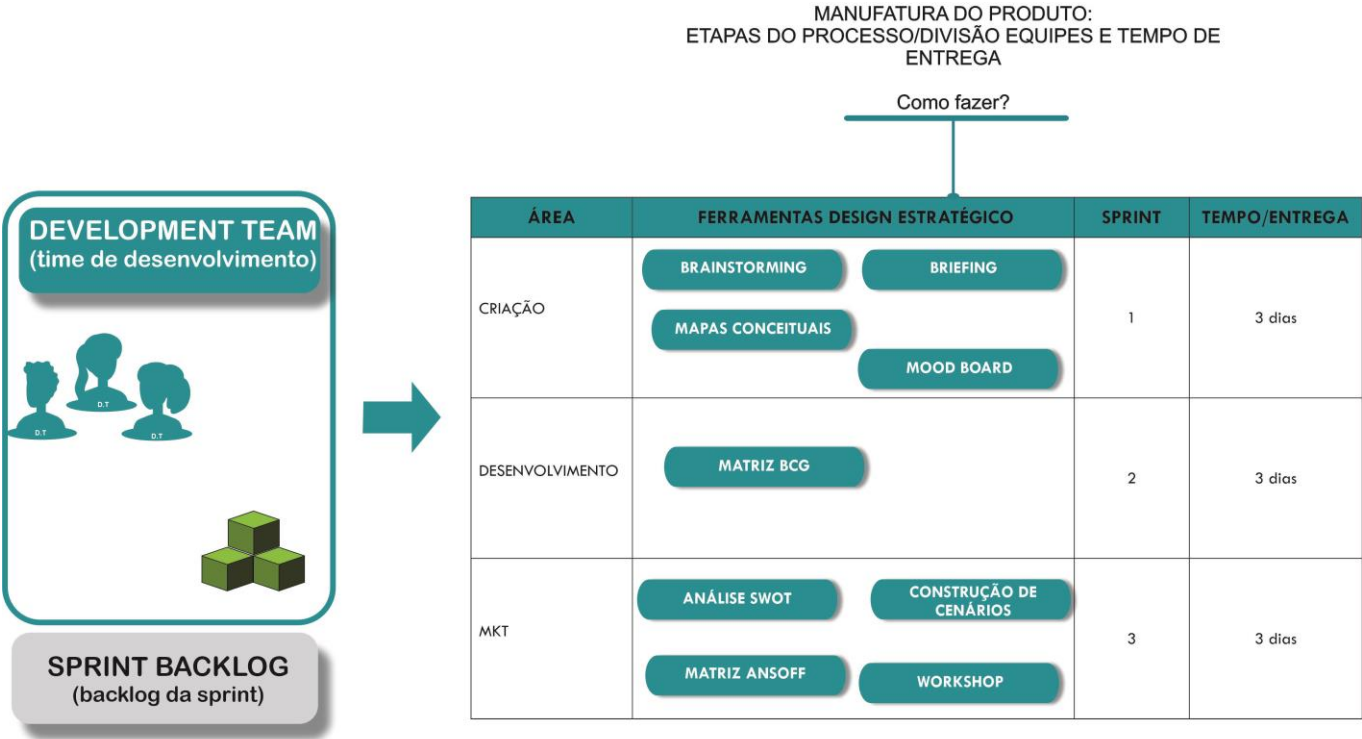 MANUFATURA DO PRODUTO:
ETAPAS DO PROCESSO/DIVISÃO EQUIPES E TEMPO DE
ENTREGA
Como fazer?
DEVELOPMENT TEAM
(time de desenvolvimento)
D.T
D.T
D.T
SPRINT BACKLOG
(backlog da sprint)
ÁREA FERRAMENTAS DESIGN ESTRATÉGICO SPRINT TEMPO/ENTREGA
CRIAÇÃO
BRAINSTORMING
BRIEFING
MAPAS CONCEITUAIS
MOOD BOARD
1
3 dias
DESENVOLVIMENTO
MATRIZ BCG
2
3 dias
MKT
ANÁLISE SWOT
CONSTRUÇÃO DE
CENÁRIOS
MATRIZ ANSOFF
WORKSHOP
3
3 dias